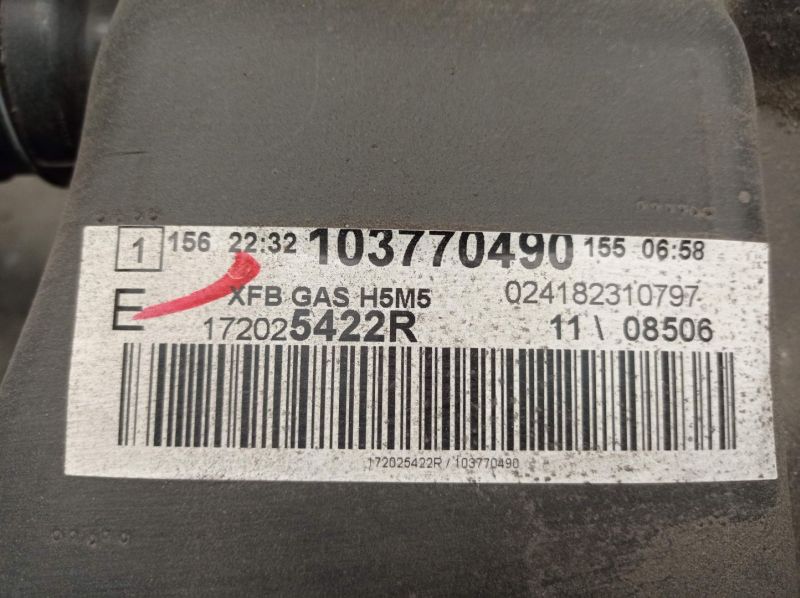 1 156 22:32 103770490 155 06:58
E XFB GAS H5M5 024182310797
172025422R 11 \ 08506
172025422R / 103770490